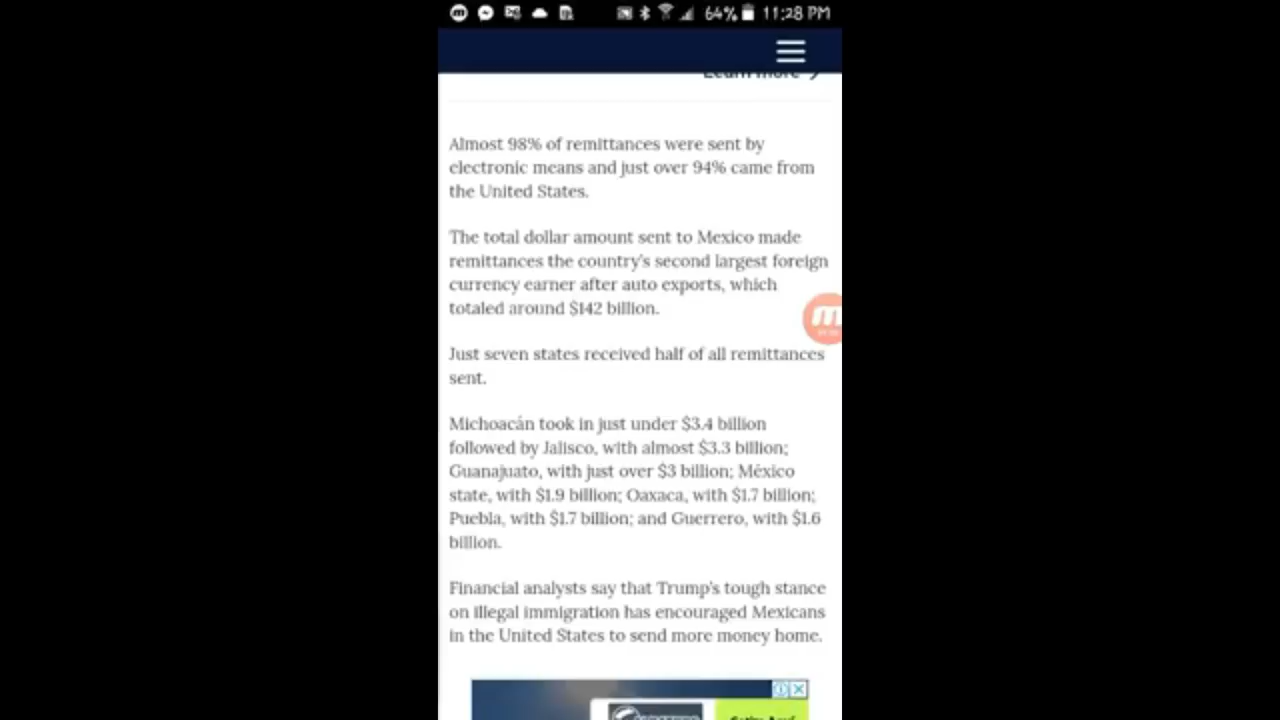 64% 11:28 PM
Learn more
Almost 98% of remittances were sent by
electronic means and just over 94% came from
the United States.
The total dollar amount sent to Mexico made
remittances the country's second largest foreign
currency earner after auto exports, which
totaled around $142 billion.
Just seven states received half of all remittances
sent.
Michoacán took in just under $3.4 billion
followed by Jalisco, with almost $3.3 billion;
Guanajuato, with just over $3 billion; México
state, with $1.9 billion; Oaxaca, with $1.7 billion;
Puebla, with $1.7 billion; and Guerrero, with $1.6
billion.
Financial analysts say that Trump's tough stance
on illegal immigration has encouraged Mexicans
in the United States to send more money home.